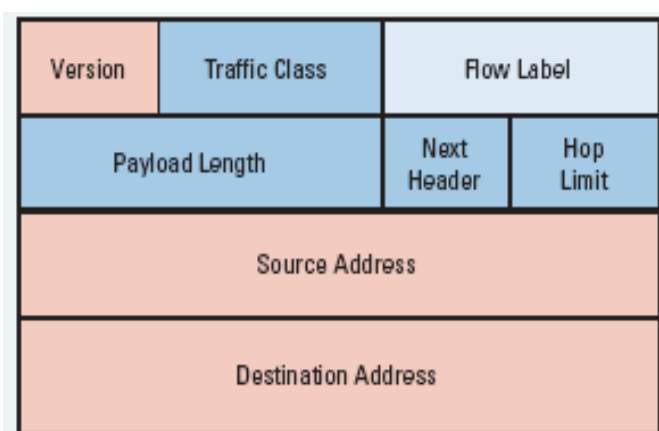 Version
Traffic Class
Flow Label
Payload Length
Next
Header
Hop
Limit
Source Address
Destination Address